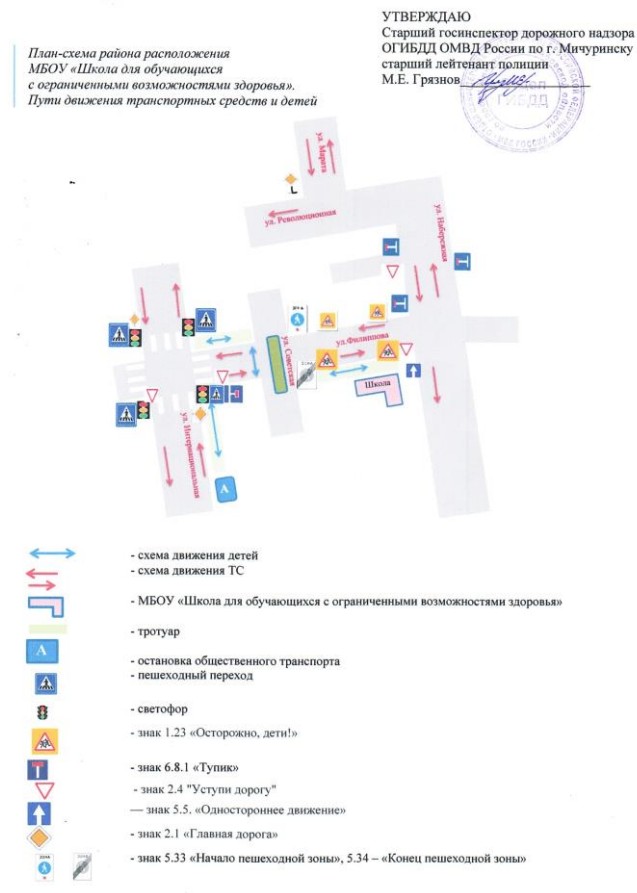 УТВЕРЖДАЮ
Старший госинспектор дорожного надзора
ОГИБДД ОМВД России по г. Мичуринску
старший лейтенант полиции
М.Е. Грязнов
План-схема района расположения
МБОУ «Школа для обучающихся
с ограниченными возможностями здоровья».
Пути движения транспортных средств и детей
ГИБДД
ул. Марата
ул. Революционная
ул. Набережная
ул.Филиппова
ул. Советская
Школа
ул. Интернациональная
А
- схема движения детей
- схема движения ТС
- МБОУ «Школа для обучающихся с ограниченными возможностями здоровья»
- тротуар
А
- остановка общественного транспорта
- пешеходный переход
- светофор
- знак 1.23 «Осторожно, дети!»
- знак 6.8.1 «Тупик»
- знак 2.4 "Уступи дорогу"
— знак 5.5. «Одностороннее движение»
- знак 2.1 «Главная дорога»
- знак 5.33 «Начало пешеходной зоны», 5.34 – «Конец пешеходной зоны»